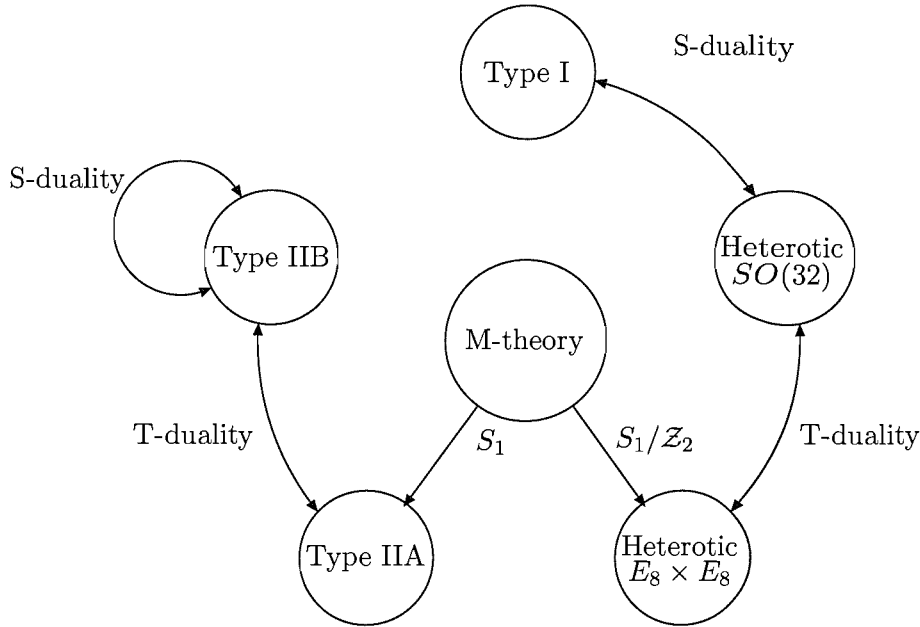 S-duality
Type I
S-duality
Type IIB
Heterotic
SO(32)
M-theory
T-duality
S₁
S₁/𝒵₂
T-duality
Type IIA
Heterotic
E₈ × E₈